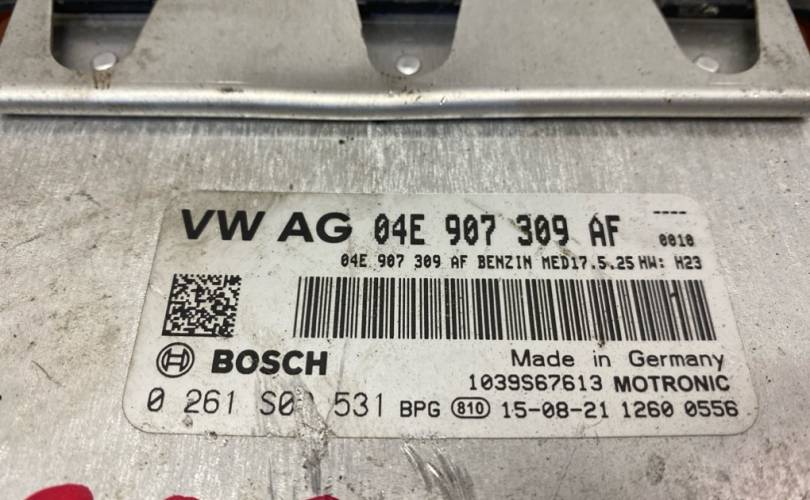 VW AG 04E 907 309 AF ----
0010
04E 907 309 AF BENZIN MED17.5.25 HW: H23
BOSCH
Made in Germany
1039S67613 MOTRONIC
0 261 531 BPG 810 15-08-21 1260 0556